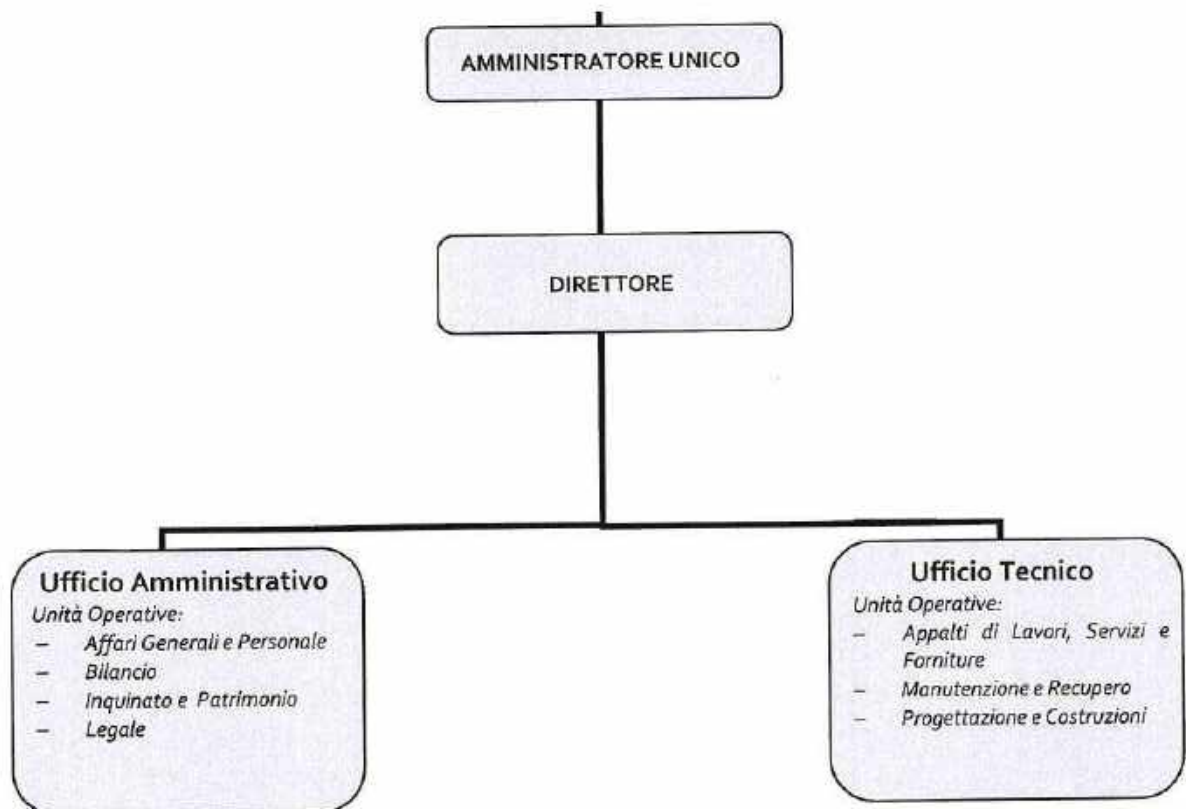 AMMINISTRATORE UNICO
DIRETTORE
Ufficio Amministrativo
Unità Operative:
– Affari Generali e Personale
– Bilancio
– Inquinato e Patrimonio
– Legale
Ufficio Tecnico
Unità Operative:
– Appalti di Lavori, Servizi e
Forniture
– Manutenzione e Recupero
– Progettazione e Costruzioni